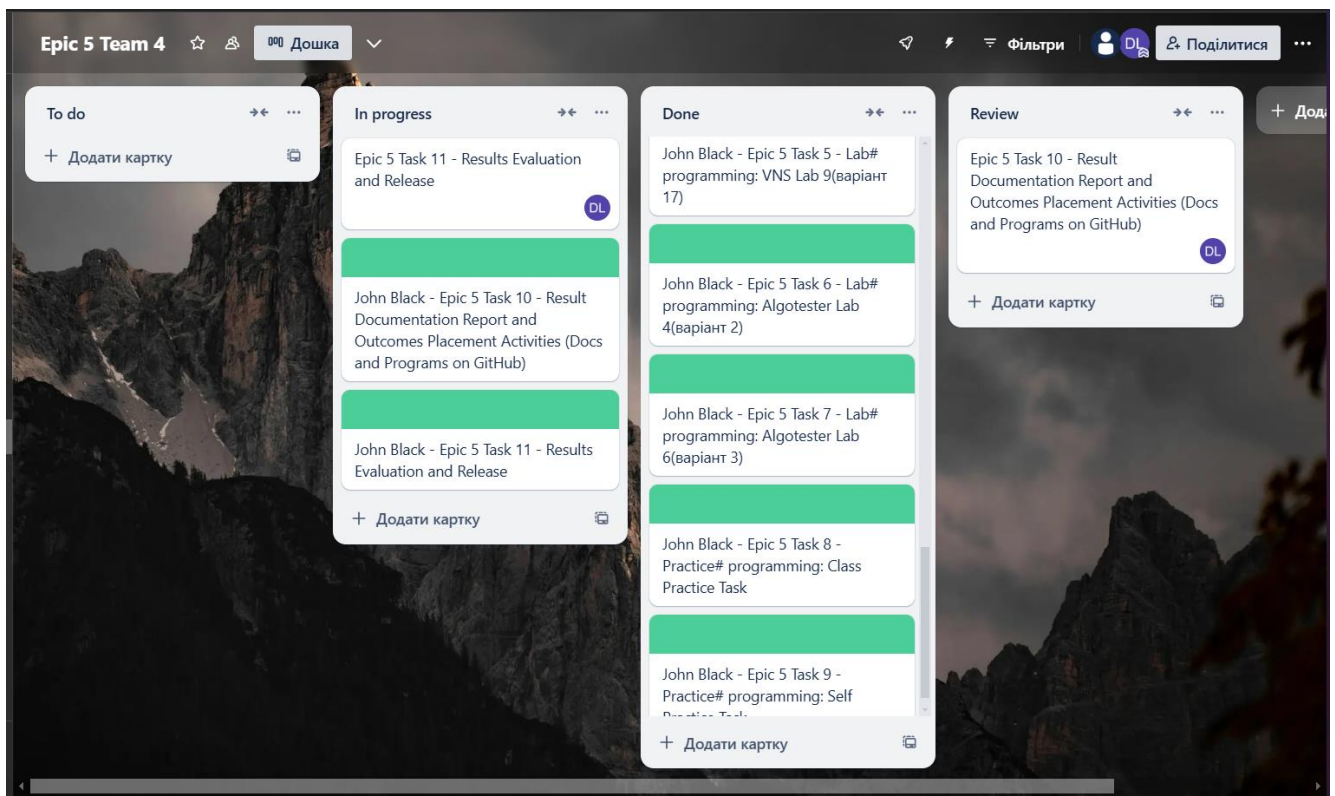 Epic 5 Team 4
Дошка
Фільтри
DL
Поділитися
To do
Додати картку
In progress
Epic 5 Task 11 - Results Evaluation
and Release
DL
John Black - Epic 5 Task 10 - Result
Documentation Report and
Outcomes Placement Activities (Docs
and Programs on GitHub)
John Black - Epic 5 Task 11 - Results
Evaluation and Release
Додати картку
Done
John Black - Epic 5 Task 5 - Lab#
programming: VNS Lab 9(варіант
17)
John Black - Epic 5 Task 6 - Lab#
programming: Algotester Lab
4(варіант 2)
John Black - Epic 5 Task 7 - Lab#
programming: Algotester Lab
6(варіант 3)
John Black - Epic 5 Task 8 -
Practice# programming: Class
Practice Task
John Black - Epic 5 Task 9 -
Practice# programming: Self
Practice Task
Додати картку
Review
Epic 5 Task 10 - Result
Documentation Report and
Outcomes Placement Activities (Docs
and Programs on GitHub)
DL
Додати картку